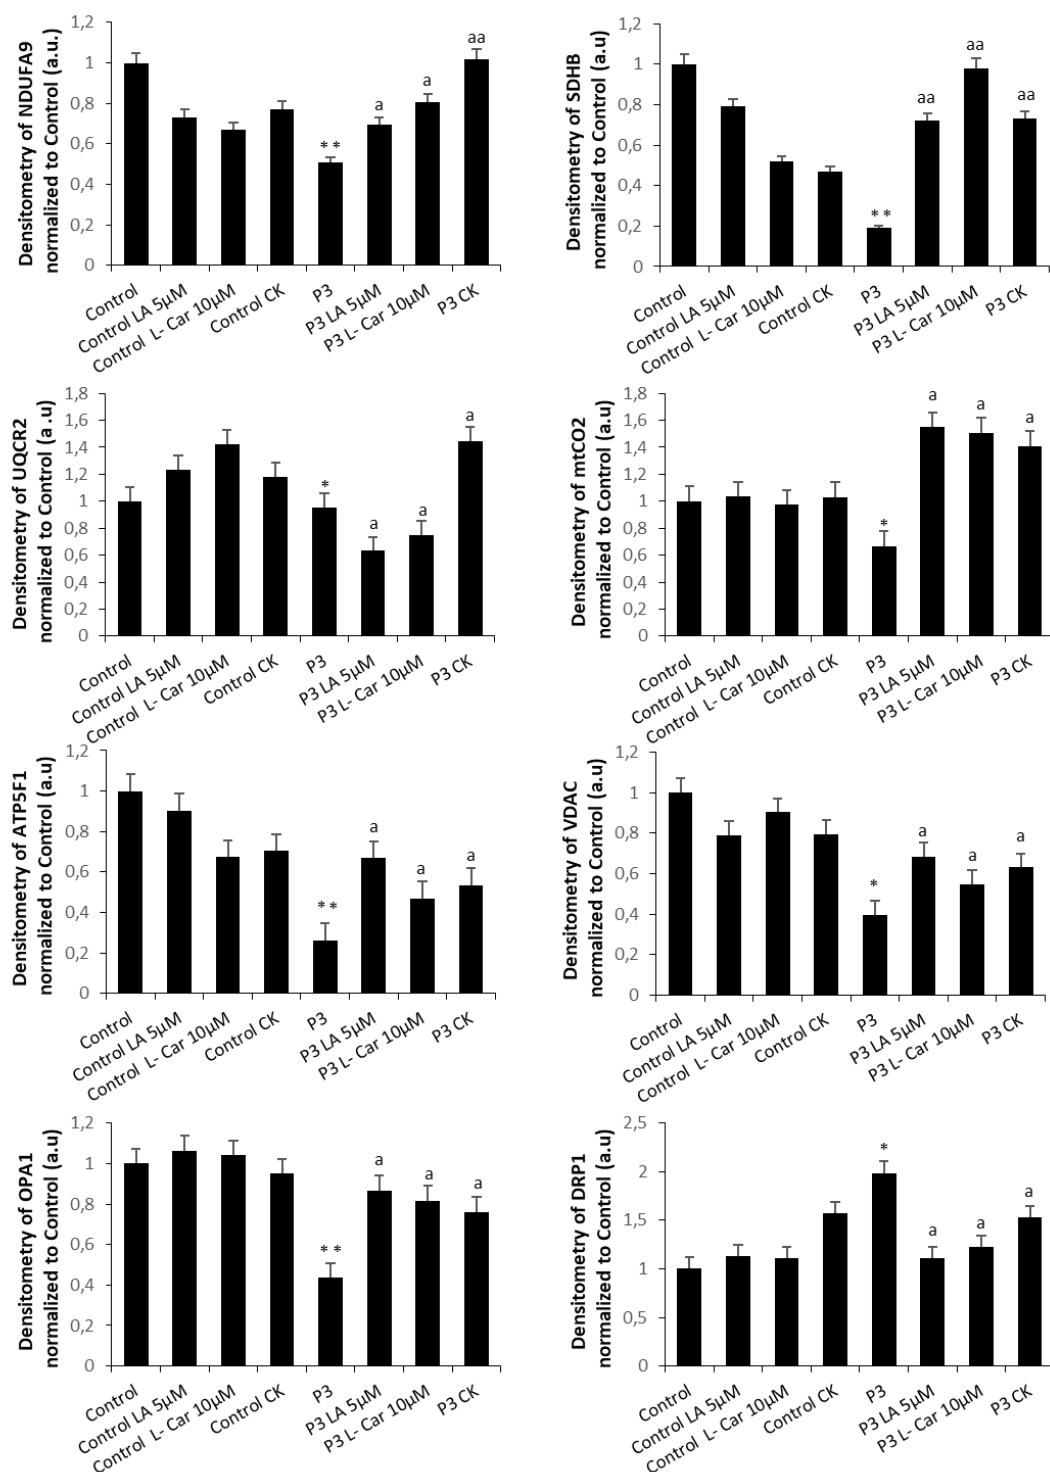 Densitometry of NDUFA9
normalized to Control (a.u.)
1,2
1
0,8
0,6
0,4
0,2
0
**
a
a
aa
Control
Control LA 5µM
Control L- Car 10µM
Control CK
P3
P3 LA 5µM
P3 L- Car 10µM
P3 CK
Densitometry of SDHB
normalized to Control (a.u)
1,2
1
0,8
0,6
0,4
0,2
0
**
aa
aa
aa
Control
Control LA 5µM
Control L- Car 10µM
Control CK
P3
P3 LA 5µM
P3 L- Car 10µM
P3 CK
Densitometry of UQCR2
normalized to Control (a .u)
1,8
1,6
1,4
1,2
1
0,8
0,6
0,4
0,2
0
*
a
a
a
Control
Control LA 5µM
Control L- Car 10µM
Control CK
P3
P3 LA 5µM
P3 L- Car 10µM
P3 CK
Densitometry of mtCO2
normalized to Control (a.u)
1,8
1,6
1,4
1,2
1
0,8
0,6
0,4
0,2
0
*
a
a
a
Control
Control LA 5µM
Control L- Car 10µM
Control CK
P3
P3 LA 5µM
P3 L- Car 10µM
P3 CK
Densitometry of ATP5F1
normalized to Control (a.u)
1,2
1
0,8
0,6
0,4
0,2
0
**
a
a
a
Control
Control LA 5µM
Control L- Car 10µM
Control CK
P3
P3 LA 5µM
P3 L- Car 10µM
P3 CK
Densitometry of VDAC
normalized to Control (a.u)
1,2
1
0,8
0,6
0,4
0,2
0
*
a
a
a
Control
Control LA 5µM
Control L- Car 10µM
Control CK
P3
P3 LA 5µM
P3 L- Car 10µM
P3 CK
Densitometry of OPA1
normalized to Control (a.u)
1,2
1
0,8
0,6
0,4
0,2
0
**
a
a
a
Control
Control LA 5µM
Control L- Car 10µM
Control CK
P3
P3 LA 5µM
P3 L- Car 10µM
P3 CK
Densitometry of DRP1
normalized to Control (a.u)
2,5
2
1,5
1
0,5
0
*
a
a
a
Control
Control LA 5µM
Control L- Car 10µM
Control CK
P3
P3 LA 5µM
P3 L- Car 10µM
P3 CK